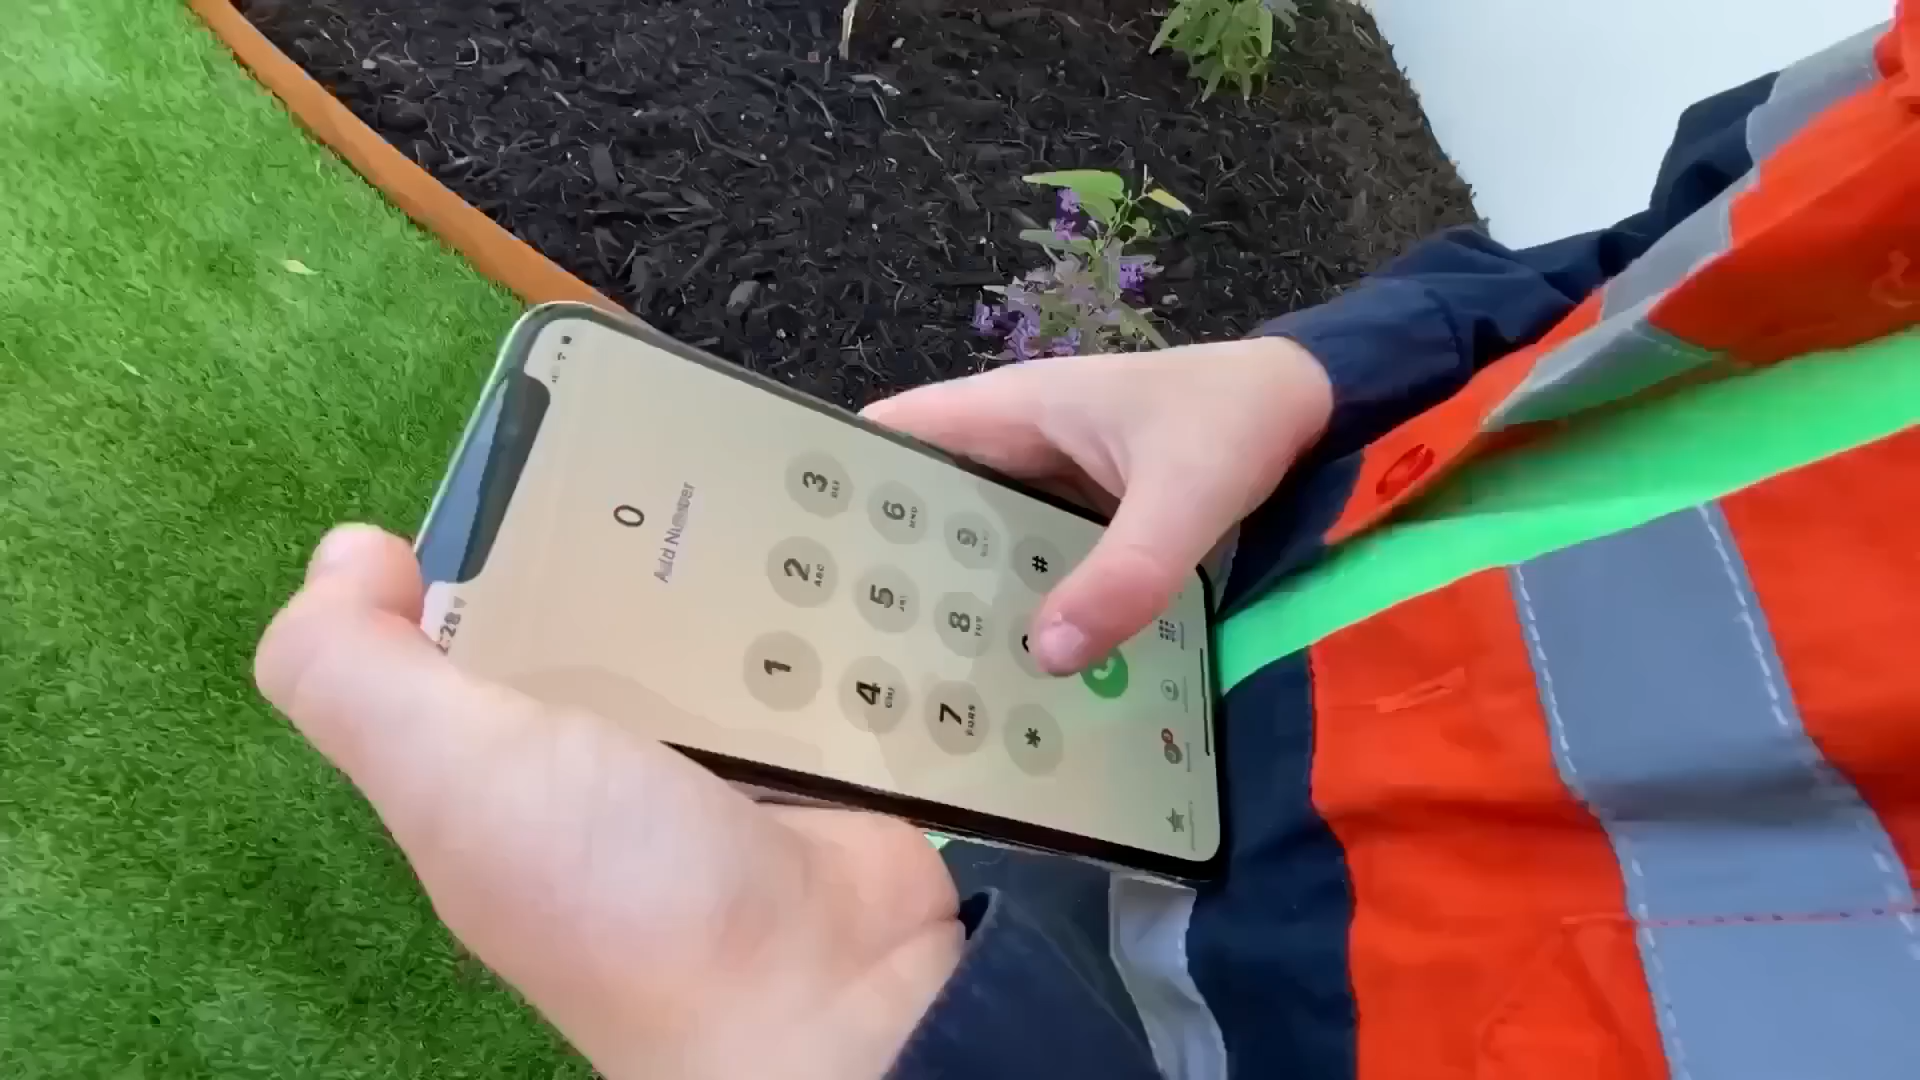 :28
0
Add Number
1
2 ABC
3 DEF
4 GHI
5 JKL
6 MNO
7 PQRS
8 TUV
9
*
#